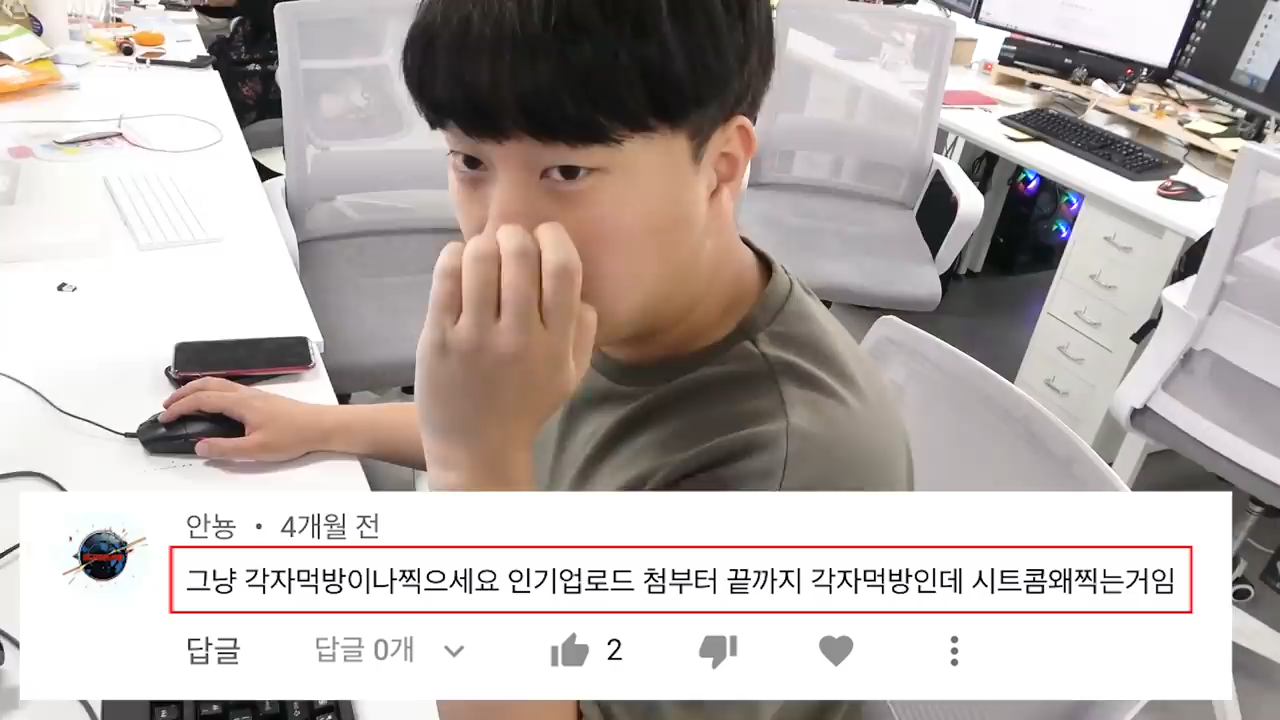 안뇽 • 4개월 전
그냥 각자먹방이나찍으세요 인기업로드 첨부터 끝까지 각자먹방인데 시트콤왜찍는거임
답글 답글 0개 2